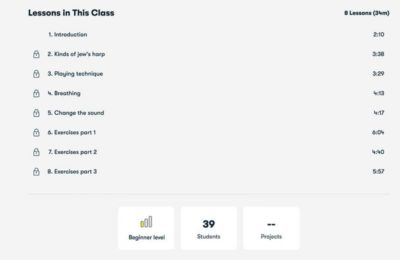 Lessons in This Class 8 Lessons (34m)
1. Introduction 2:10
2. Kinds of jew's harp 3:38
3. Playing technique 3:29
4. Breathing 4:13
5. Change the sound 4:17
6. Exercises part 1 6:04
7. Exercises part 2 4:40
8. Exercises part 3 5:57
39 --
Beginner level Students Projects